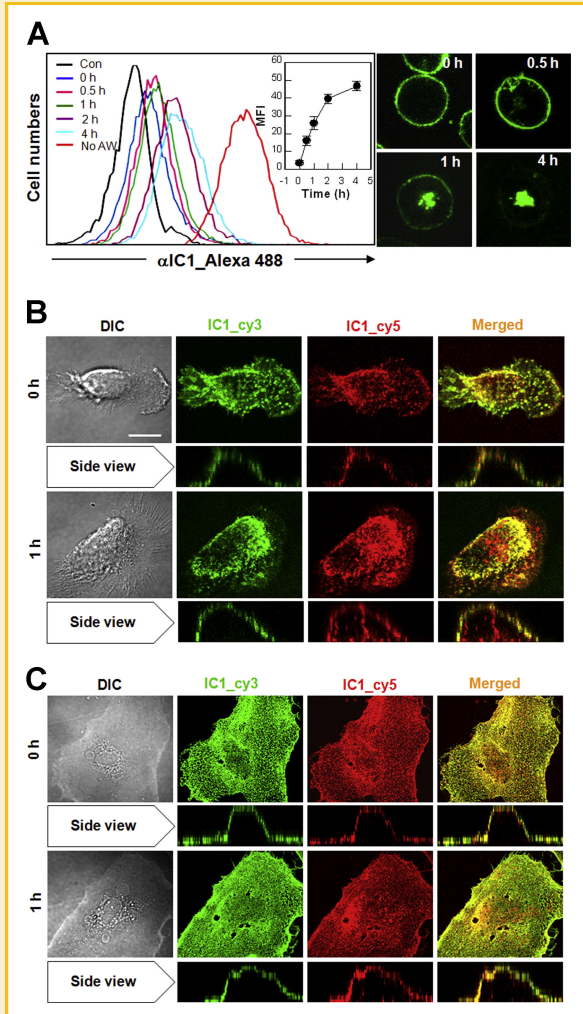 A
Cell numbers
Con
0 h
0.5 h
1 h
2 h
4 h
No AW
MFI
60
50
40
30
20
10
0
-1 0 1 2 3 4 5
Time (h)
αIC1_Alexa 488
0 h
0.5 h
1 h
4 h
B
DIC
IC1_cy3
IC1_cy5
Merged
0 h
Side view
1 h
Side view
C
DIC
IC1_cy3
IC1_cy5
Merged
0 h
Side view
1 h
Side view